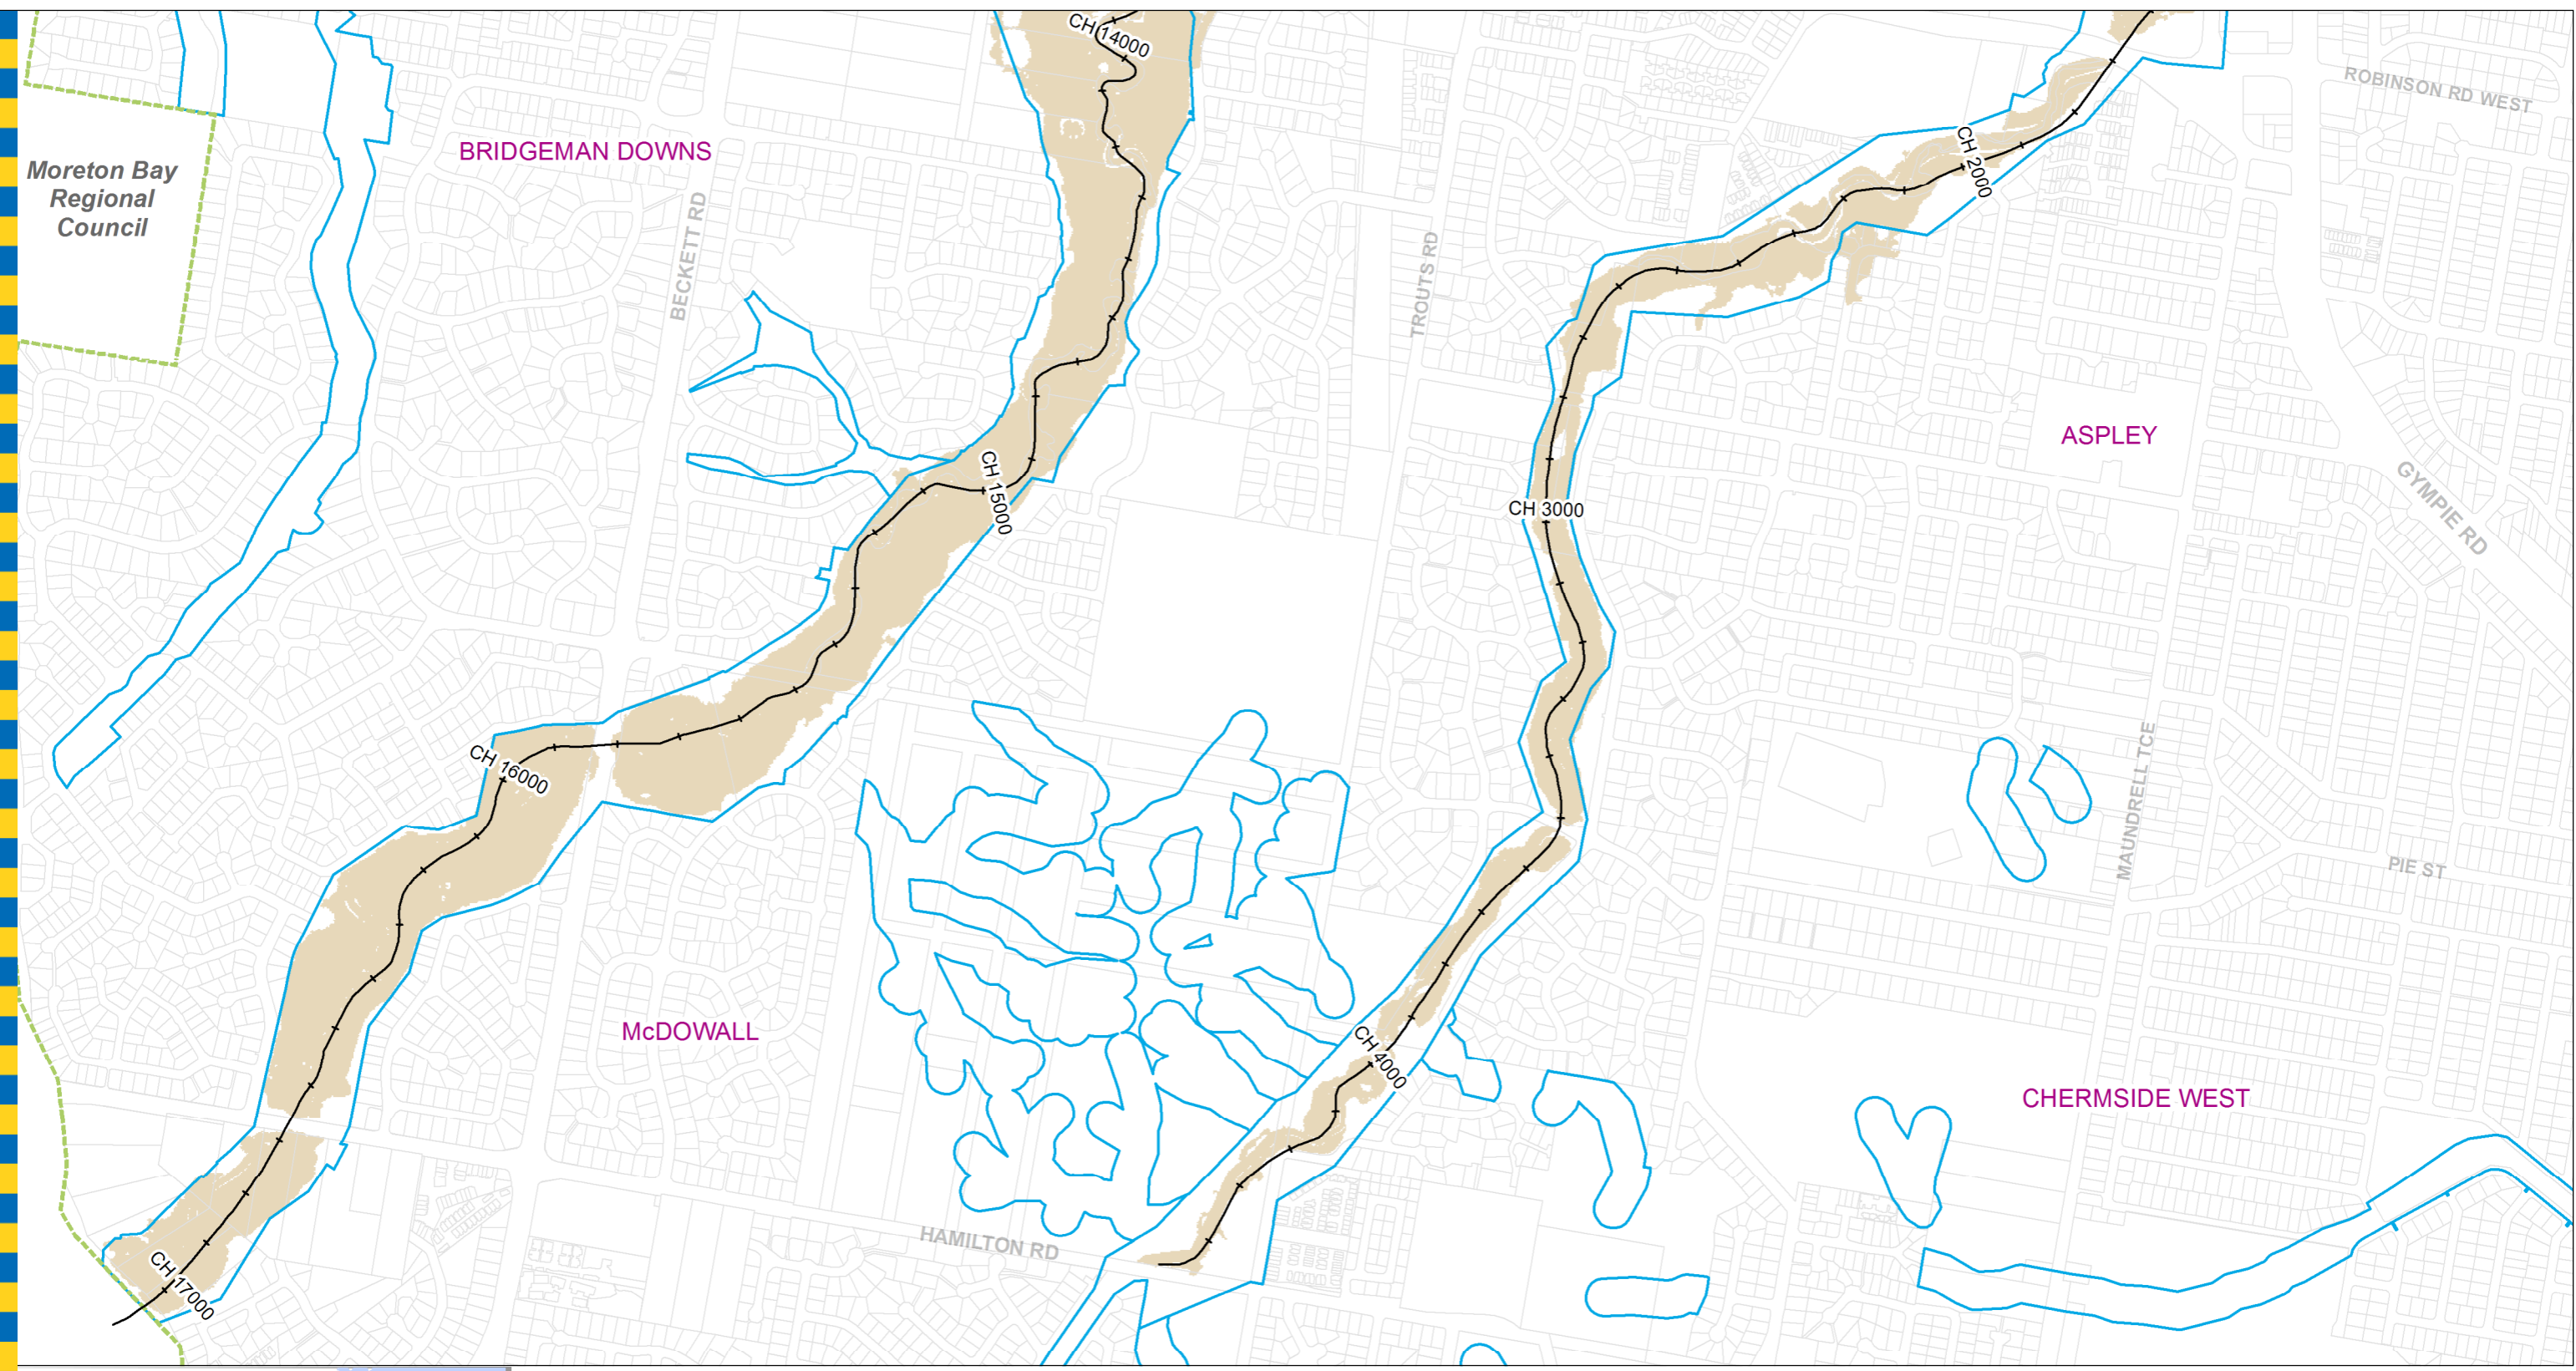 CH 14000
ROBINSON RD WEST
BRIDGEMAN DOWNS
Moreton Bay
Regional
Council
CH 2000
BECKETT RD
TROUTS RD
ASPLEY
GYMPIE RD
CH 15000
CH 3000
CH 16000
MAUNDRELL TCE
PIE ST
McDOWALL
CH 4000
CHERMSIDE WEST
HAMILTON RD
CH 17000